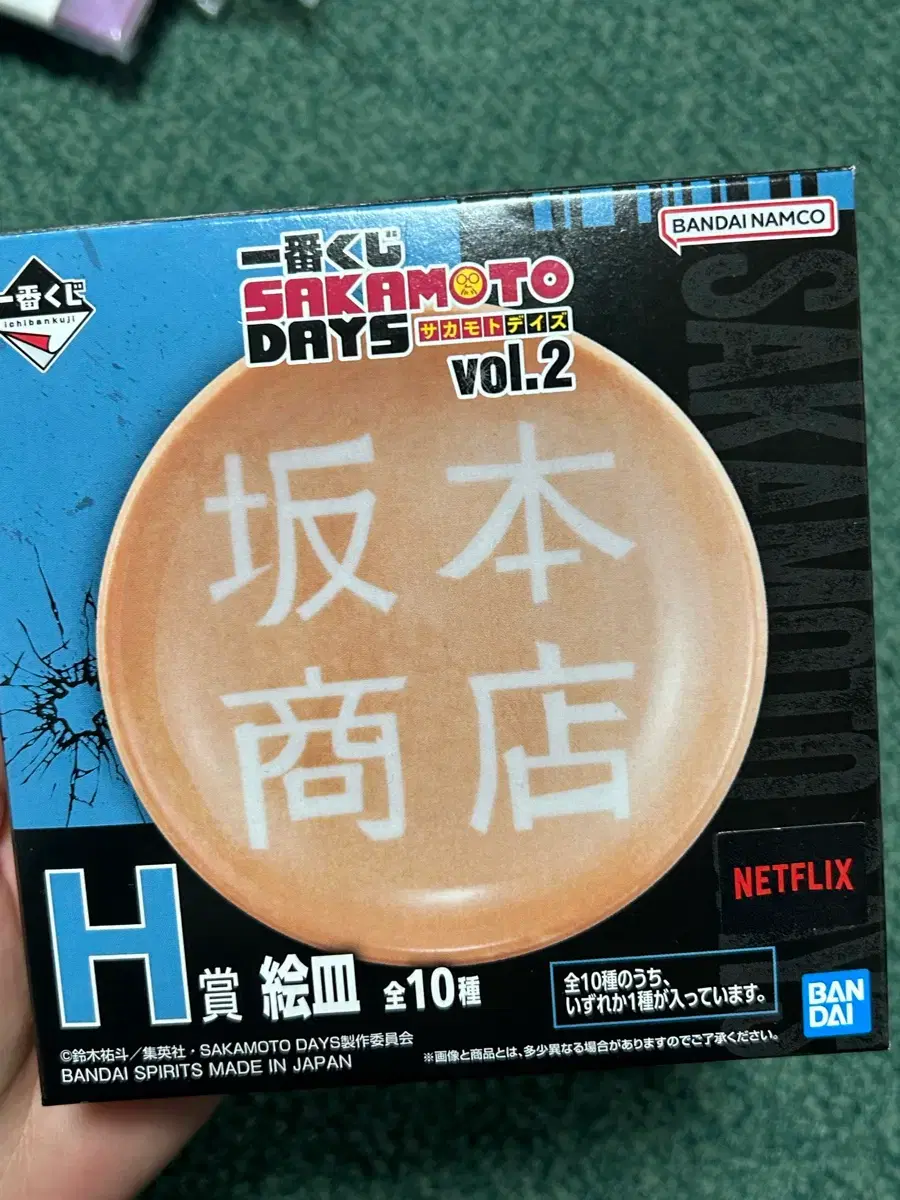 一番くじ
ichibankuji
一番くじ
SAKAMOTO
DAYS サカモトデイズ
vol.2
BANDAI NAMCO
SAKAMOTO
坂本
商店
NETFLIX
H賞 絵皿 全10種
全10種のうち、
いずれか1種が入っています。
BAN
DAI
©鈴木祐斗/集英社・SAKAMOTO DAYS製作委員会
BANDAI SPIRITS MADE IN JAPAN
※画像と商品とは、多少異なる場合がありますのでご了承ください。